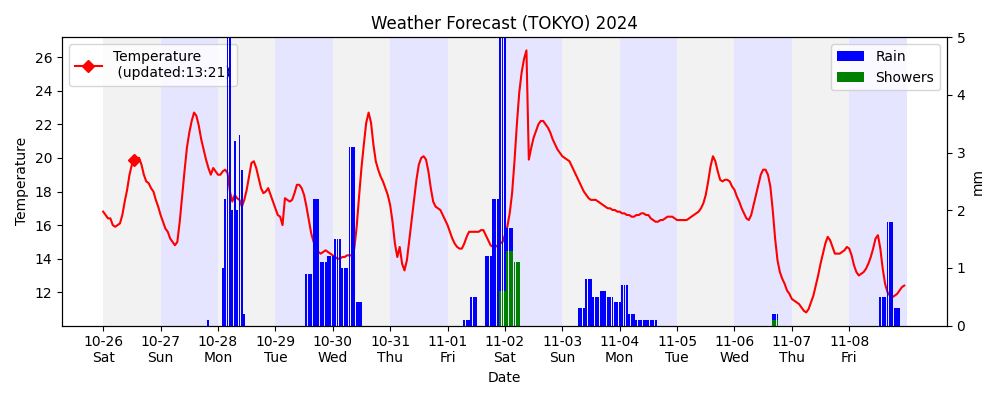 Weather Forecast (TOKYO) 2024
Temperature
(updated:13:21)
Rain
Showers
Temperature
26
24
22
20
18
16
14
12
5
4
3
2
1
0
mm
10-26 10-27 10-28 10-29 10-30 10-31 11-01 11-02 11-03 11-04 11-05 11-06 11-07 11-08
Sat Sun Mon Tue Wed Thu Fri Sat Sun Mon Tue Wed Thu Fri
Date